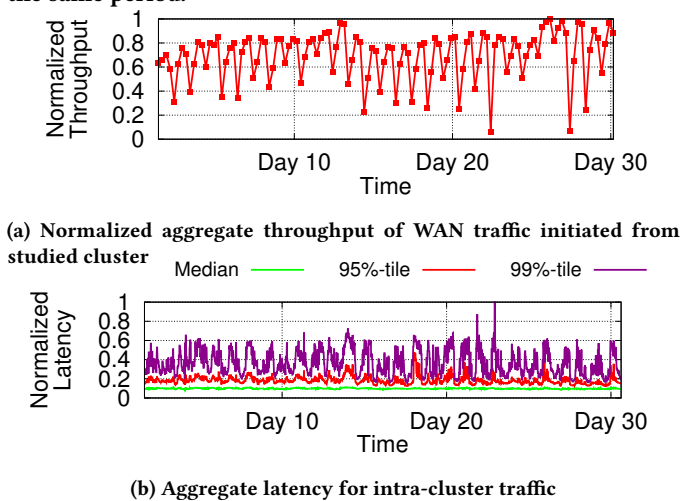 the same period.
1
0.8
0.6
0.4
0.2
0
Normalized
Throughput
Day 10 Day 20 Day 30
Time
(a) Normalized aggregate throughput of WAN traffic initiated from
studied cluster
Median 95%-tile 99%-tile
1
0.8
0.6
0.4
0.2
0
Normalized
Latency
Day 10 Day 20 Day 30
Time
(b) Aggregate latency for intra-cluster traffic